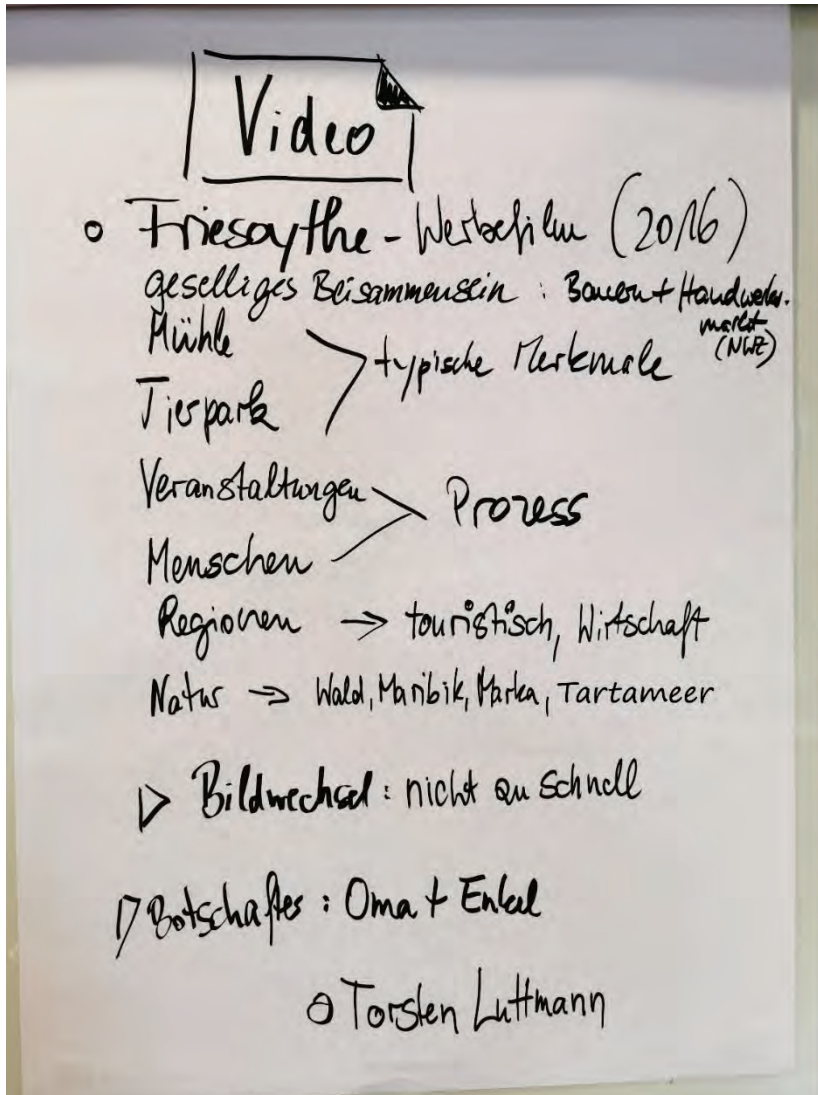 Video
o Friesoythe - Werbefilm (2016)
geselliges Beisammensein : Bauern + Handwerker.
markt
(NWZ)
Mühle
Tierpark
typische Merkmale
Veranstaltungen
Menschen
Prozess
Regionen → touristisch, Wirtschaft
Natur → Wald, Maribik, Marka, Tartameer
▷ Bildwechsel : nicht zu schnell
▷ Botschafter : Oma + Enkel
o Torsten Luttmann